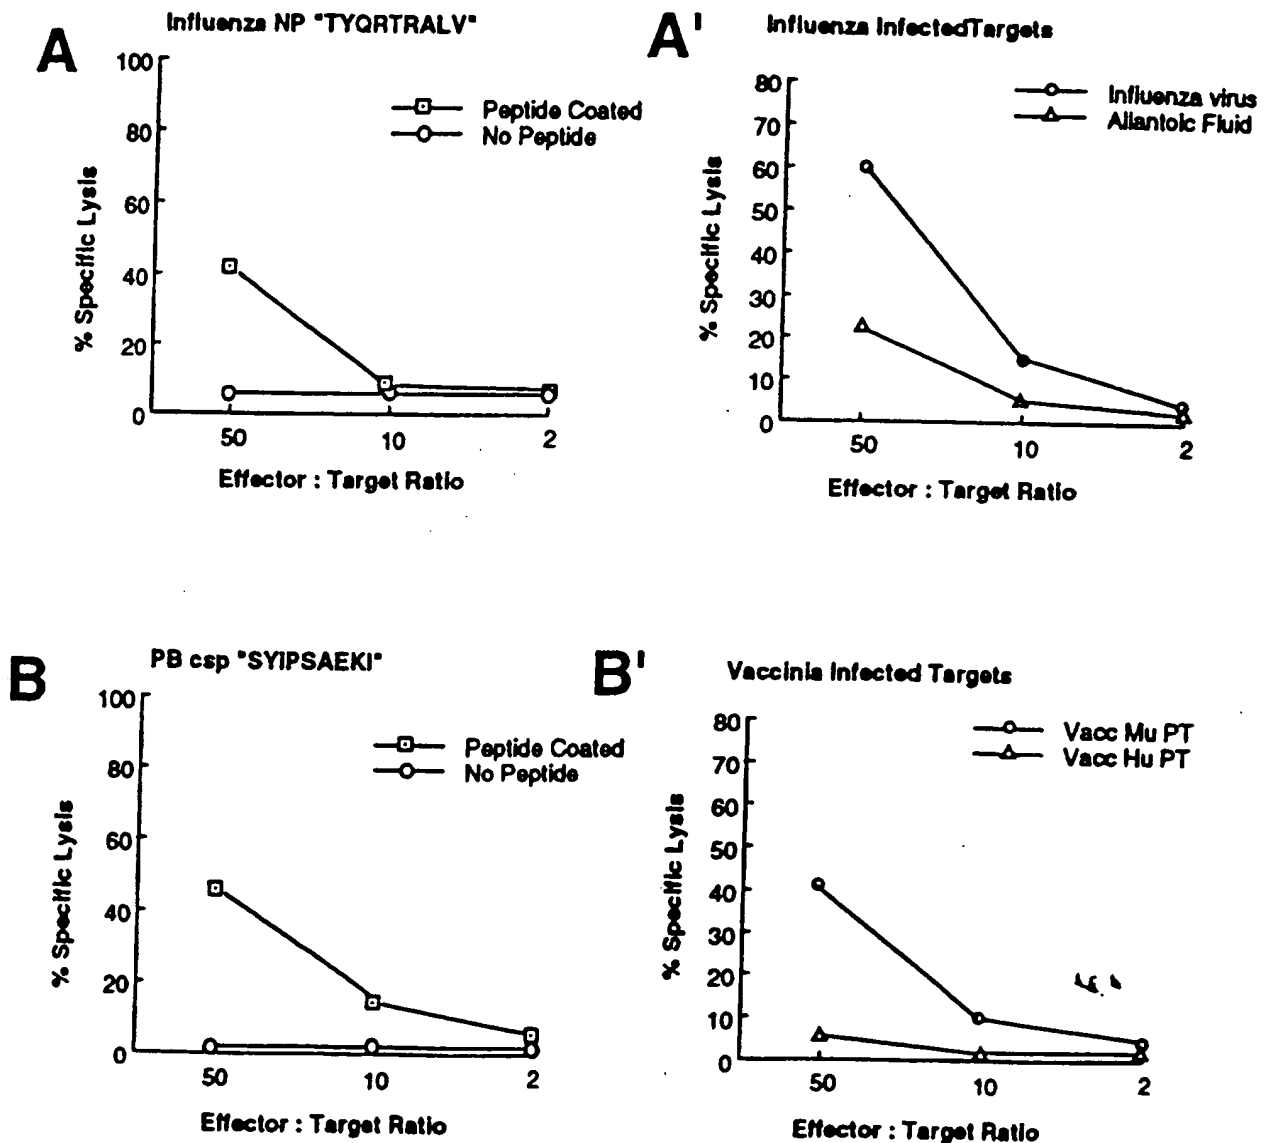 A
Influenza NP "TYQRTRALV"
100
80
60
40
20
0
% Specific Lysis
Peptide Coated
No Peptide
50 10 2
Effector : Target Ratio
A'
Influenza InfectedTargets
80
70
60
50
40
30
20
10
0
% Specific Lysis
Influenza virus
Allantoic Fluid
50 10 2
Effector : Target Ratio
B
PB csp "SYIPSAEKI"
100
80
60
40
20
0
% Specific Lysis
Peptide Coated
No Peptide
50 10 2
Effector : Target Ratio
B'
Vaccinia Infected Targets
80
70
60
50
40
30
20
10
0
% Specific Lysis
Vacc Mu PT
Vacc Hu PT
50 10 2
Effector : Target Ratio